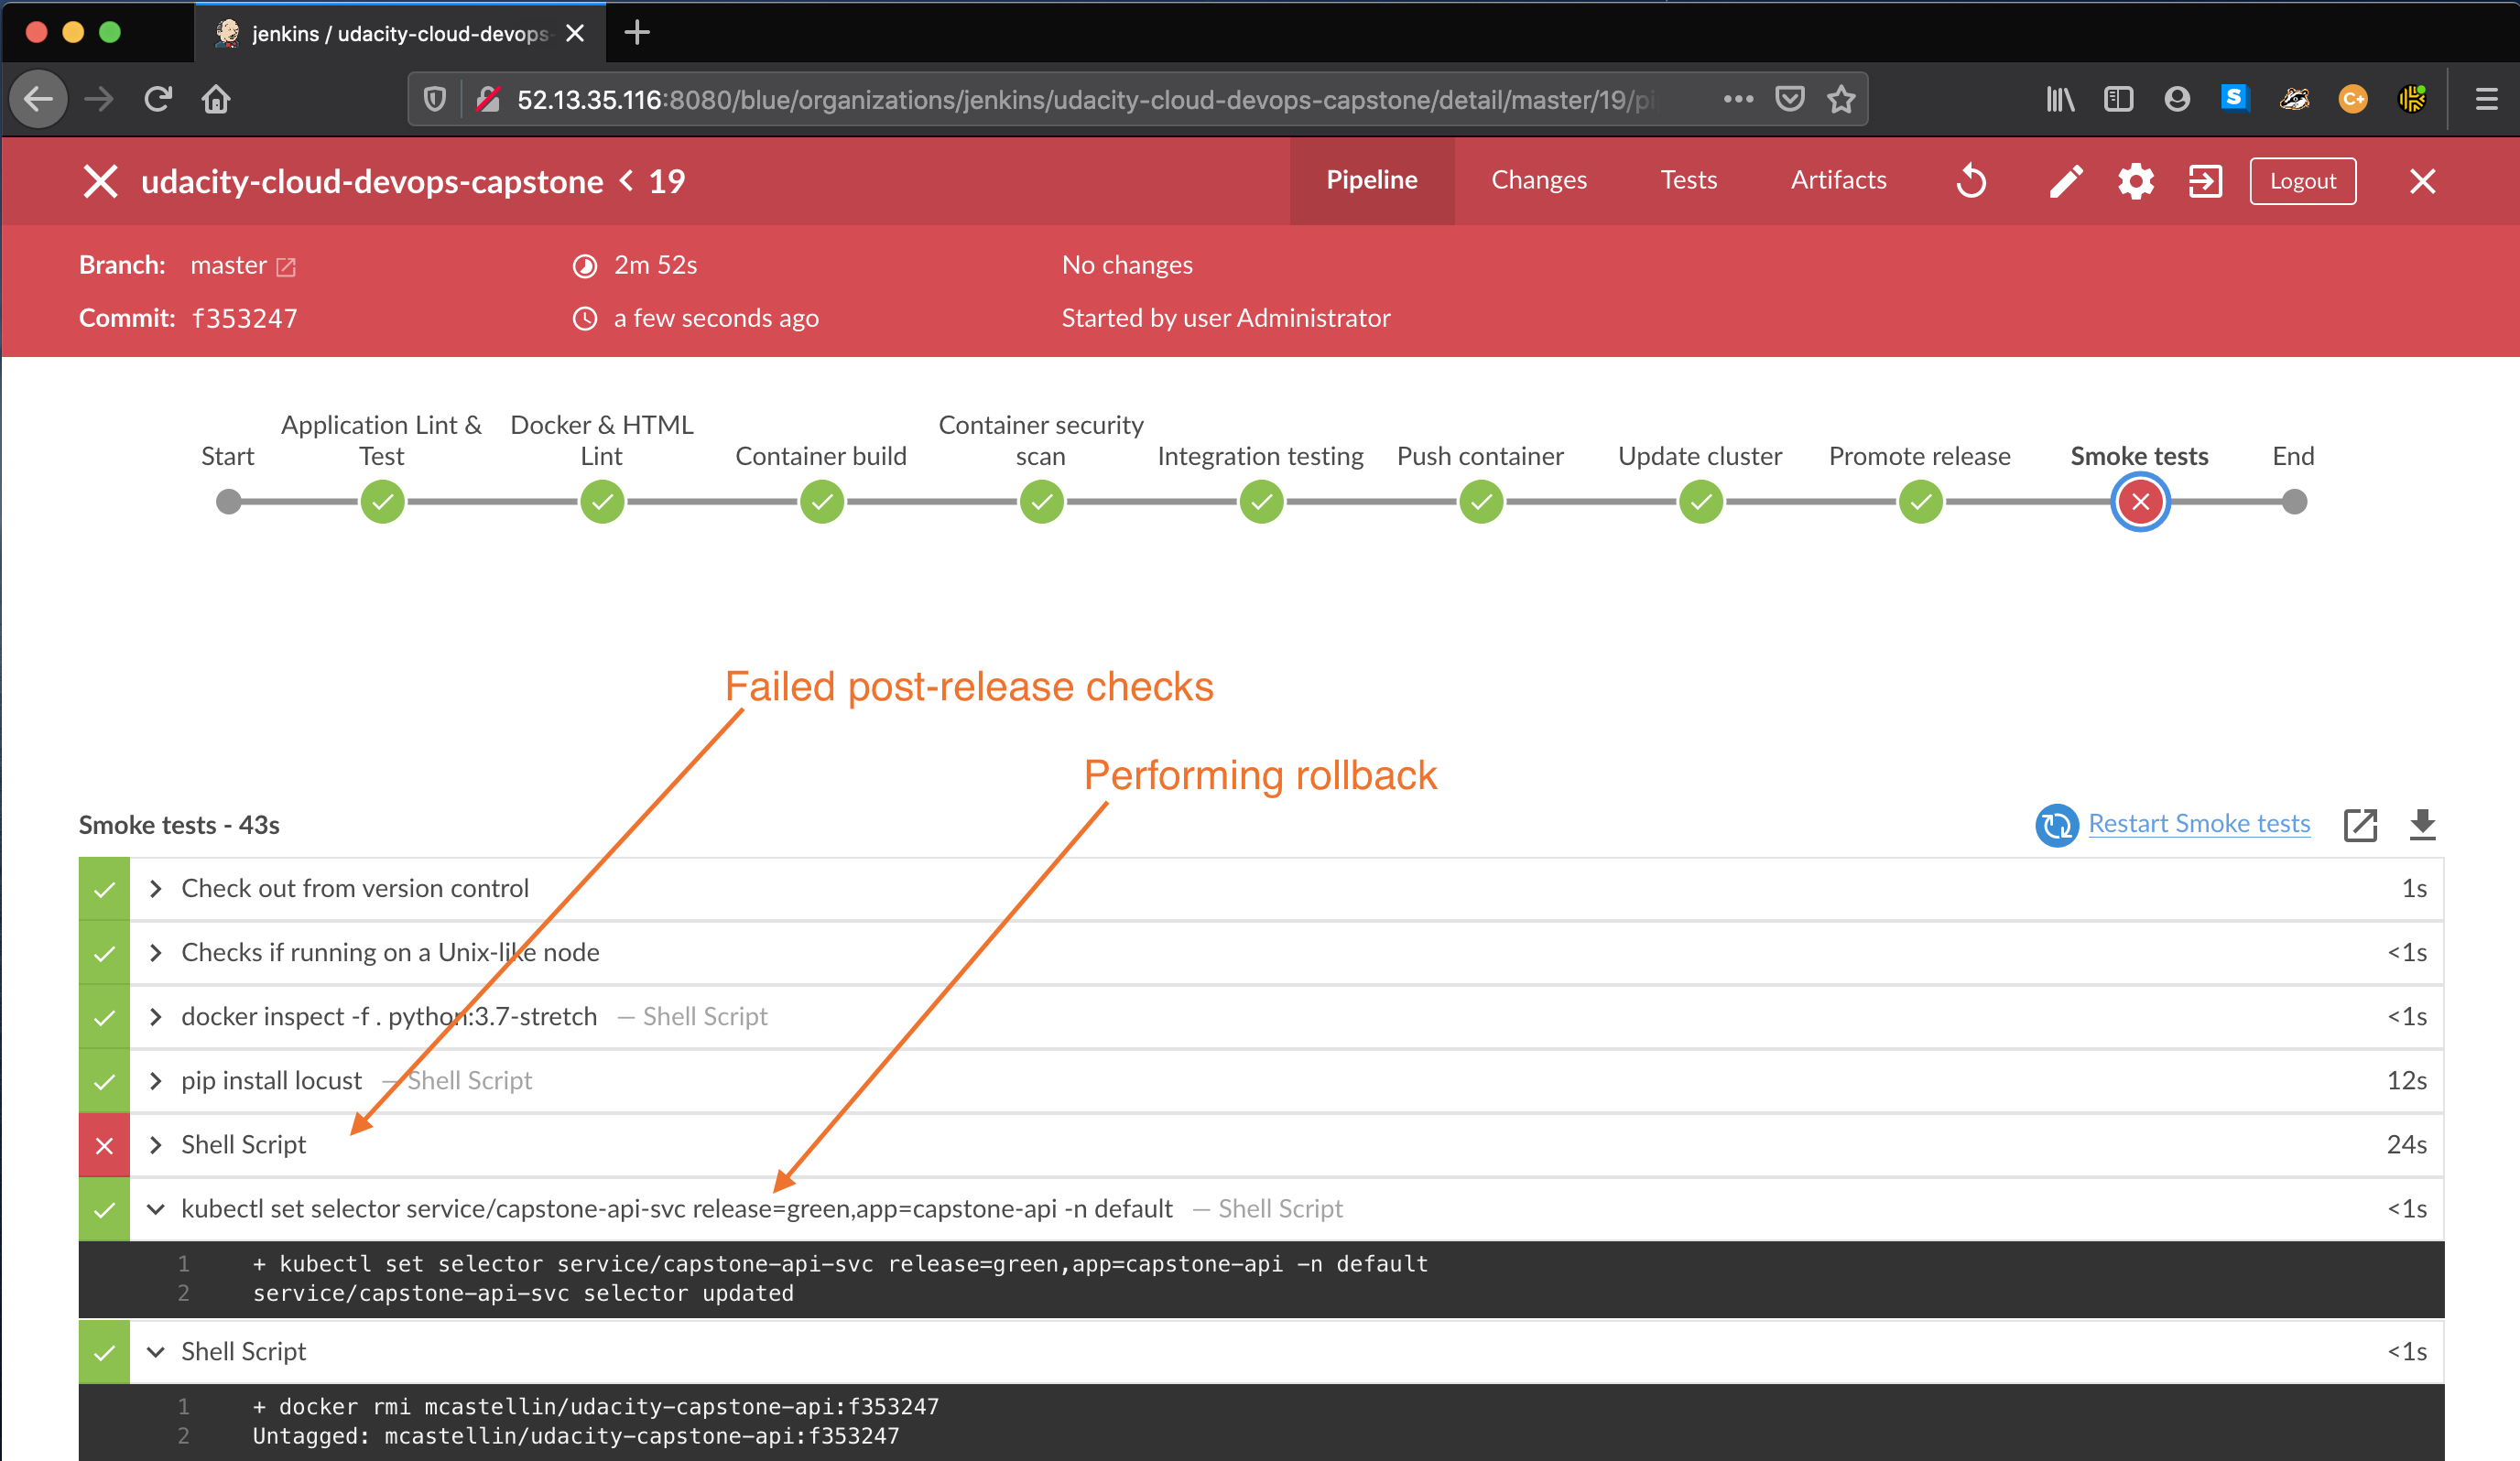 jenkins / udacity-cloud-devops-
52.13.35.116:8080/blue/organizations/jenkins/udacity-cloud-devops-capstone/detail/master/19/pi
S
C+
udacity-cloud-devops-capstone < 19
Pipeline
Changes
Tests
Artifacts
Logout
Branch: master
2m 52s
No changes
Commit: f353247
a few seconds ago
Started by user Administrator
Start
Application Lint &
Test
Docker & HTML
Lint
Container build
Container security
scan
Integration testing
Push container
Update cluster
Promote release
Smoke tests
End
Failed post-release checks
Performing rollback
Smoke tests - 43s
Restart Smoke tests
Check out from version control 1s
Checks if running on a Unix-like node <1s
docker inspect -f . python:3.7-stretch — Shell Script <1s
pip install locust — Shell Script 12s
Shell Script 24s
kubectl set selector service/capstone-api-svc release=green,app=capstone-api -n default — Shell Script <1s
1 + kubectl set selector service/capstone-api-svc release=green,app=capstone-api -n default
2 service/capstone-api-svc selector updated
Shell Script <1s
1 + docker rmi mcastellin/udacity-capstone-api:f353247
2 Untagged: mcastellin/udacity-capstone-api:f353247